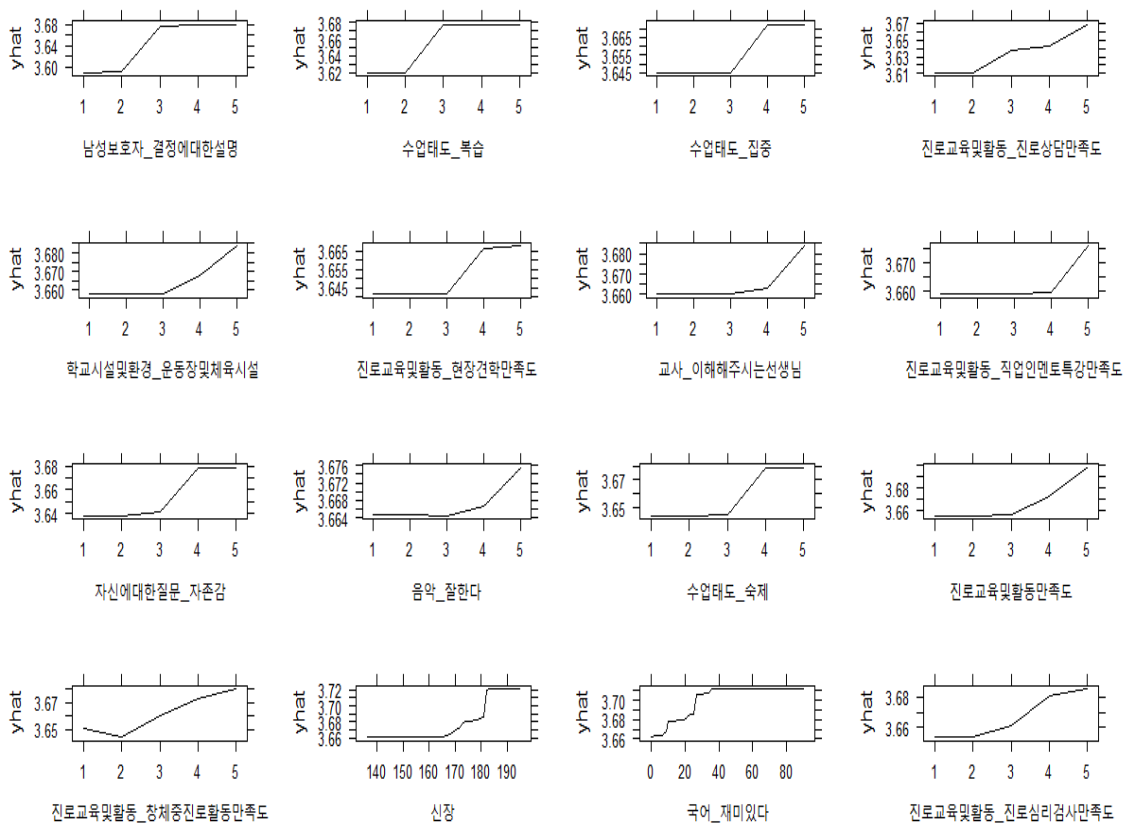 yhat 3.60 3.64 3.68
1 2 3 4 5
남성보호자_결정에대한설명
yhat 3.62 3.64 3.66 3.68
1 2 3 4 5
수업태도_복습
yhat 3.645 3.655 3.665
1 2 3 4 5
수업태도_집중
yhat 3.61 3.63 3.65 3.67
1 2 3 4 5
진로교육및활동_진로상담만족도
yhat 3.660 3.670 3.680
1 2 3 4 5
학교시설및환경_운동장및체육시설
yhat 3.645 3.655 3.665
1 2 3 4 5
진로교육및활동_현장견학만족도
yhat 3.660 3.670 3.680
1 2 3 4 5
교사_이해해주시는선생님
yhat 3.660 3.670
1 2 3 4 5
진로교육및활동_직업인멘토특강만족도
yhat 3.64 3.66 3.68
1 2 3 4 5
자신에대한질문_자존감
yhat 3.664 3.668 3.672 3.676
1 2 3 4 5
음악_잘한다
yhat 3.65 3.67
1 2 3 4 5
수업태도_숙제
yhat 3.66 3.68
1 2 3 4 5
진로교육및활동만족도
yhat 3.65 3.67
1 2 3 4 5
진로교육및활동_창체중진로활동만족도
yhat 3.66 3.68 3.70 3.72
140 150 160 170 180 190
신장
yhat 3.66 3.68 3.70
0 20 40 60 80
국어_재미있다
yhat 3.66 3.68
1 2 3 4 5
진로교육및활동_진로심리검사만족도